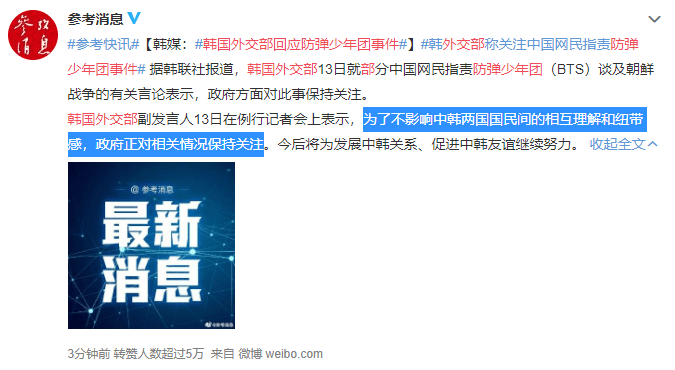 参考消息
#参考快讯#【韩媒：#韩国外交部回应防弹少年团事件#】#韩外交部称关注中国网民指责防弹
少年团事件# 据韩联社报道，韩国外交部13日就部分中国网民指责防弹少年团（BTS）谈及朝鲜
战争的有关言论表示，政府方面对此事保持关注。
韩国外交部副发言人13日在例行记者会上表示，为了不影响中韩两国国民间的相互理解和纽带
感，政府正对相关情况保持关注。今后将为发展中韩关系、促进中韩友谊继续努力。 收起全文
@ 参考消息
最新
消息
@参考消息
3分钟前 转赞人数超过5万 来自 微博 weibo.com